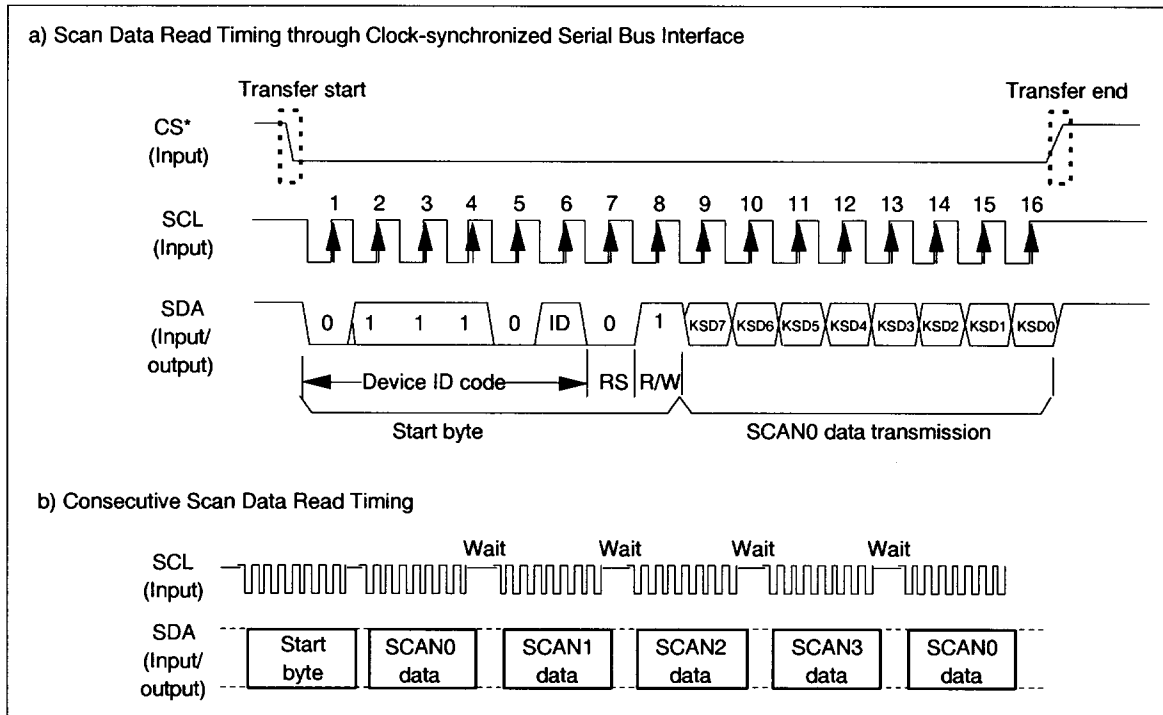 a) Scan Data Read Timing through Clock-synchronized Serial Bus Interface
Transfer start
Transfer end
CS*
(Input)
1 2 3 4 5 6 7 8 9 10 11 12 13 14 15 16
SCL
(Input)
SDA
(Input/
output)
0 1 1 1 0 ID 0 1 KSD7 KSD6 KSD5 KSD4 KSD3 KSD2 KSD1 KSD0
Device ID code RS R/W
Start byte
SCAN0 data transmission
b) Consecutive Scan Data Read Timing
Wait Wait Wait Wait
SCL
(Input)
SDA
(Input/
output)
Start
byte
SCAN0
data
SCAN1
data
SCAN2
data
SCAN3
data
SCAN0
data